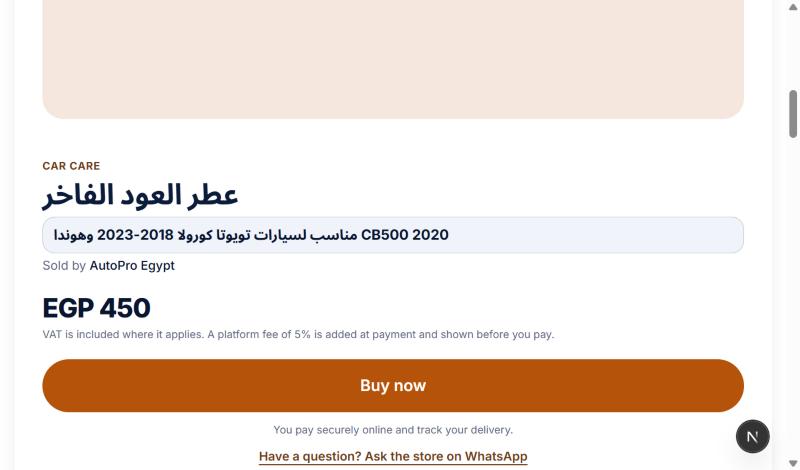 CAR CARE
عطر العود الفاخر
مناسب لسيارات تويوتا كورولا 2018-2023 وهوندا CB500 2020
Sold by AutoPro Egypt
EGP 450
VAT is included where it applies. A platform fee of 5% is added at payment and shown before you pay.
Buy now
You pay securely online and track your delivery.
N
Have a question? Ask the store on WhatsApp